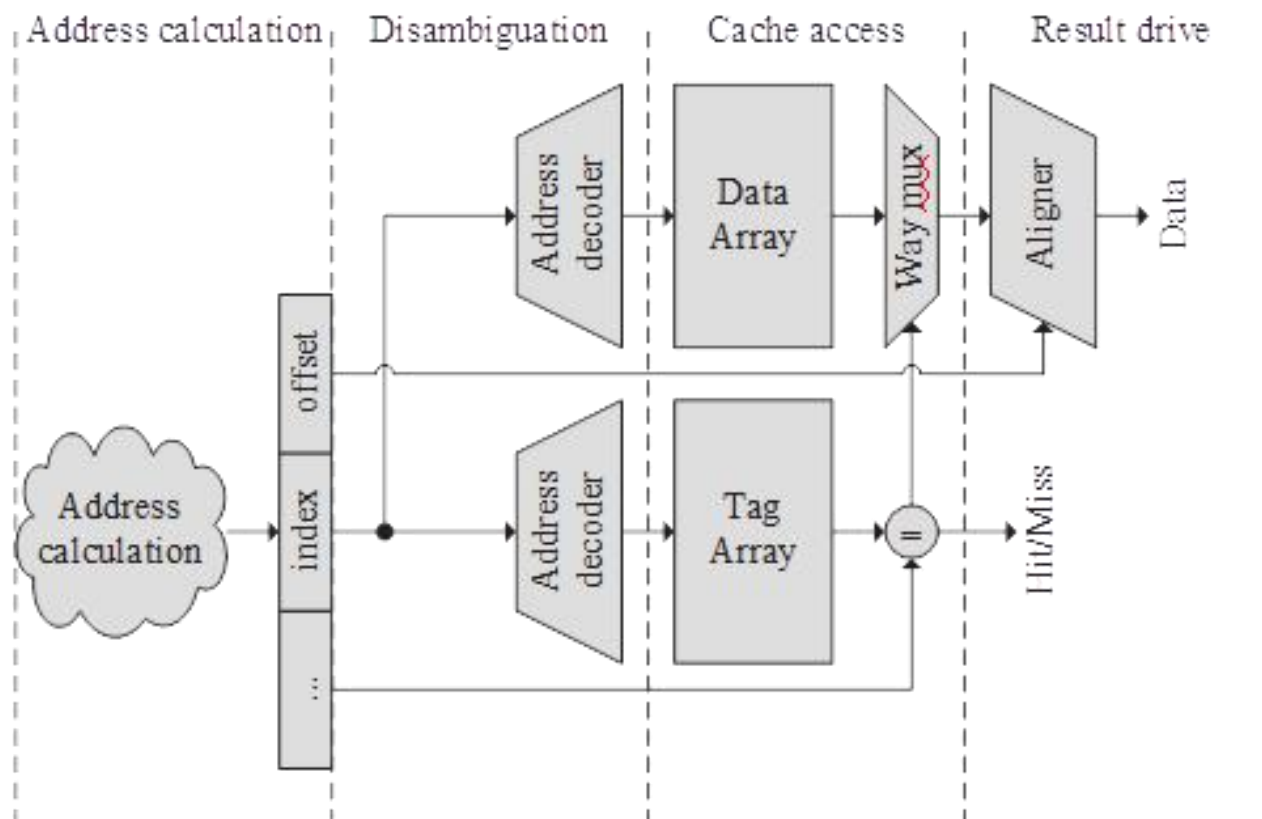 Address calculation
Disambiguation
Cache access
Result drive
Address
decoder
Data
Array
Way mux
Aligner
Data
offset
index
...
Address
calculation
Address
decoder
Tag
Array
=
Hit/Miss